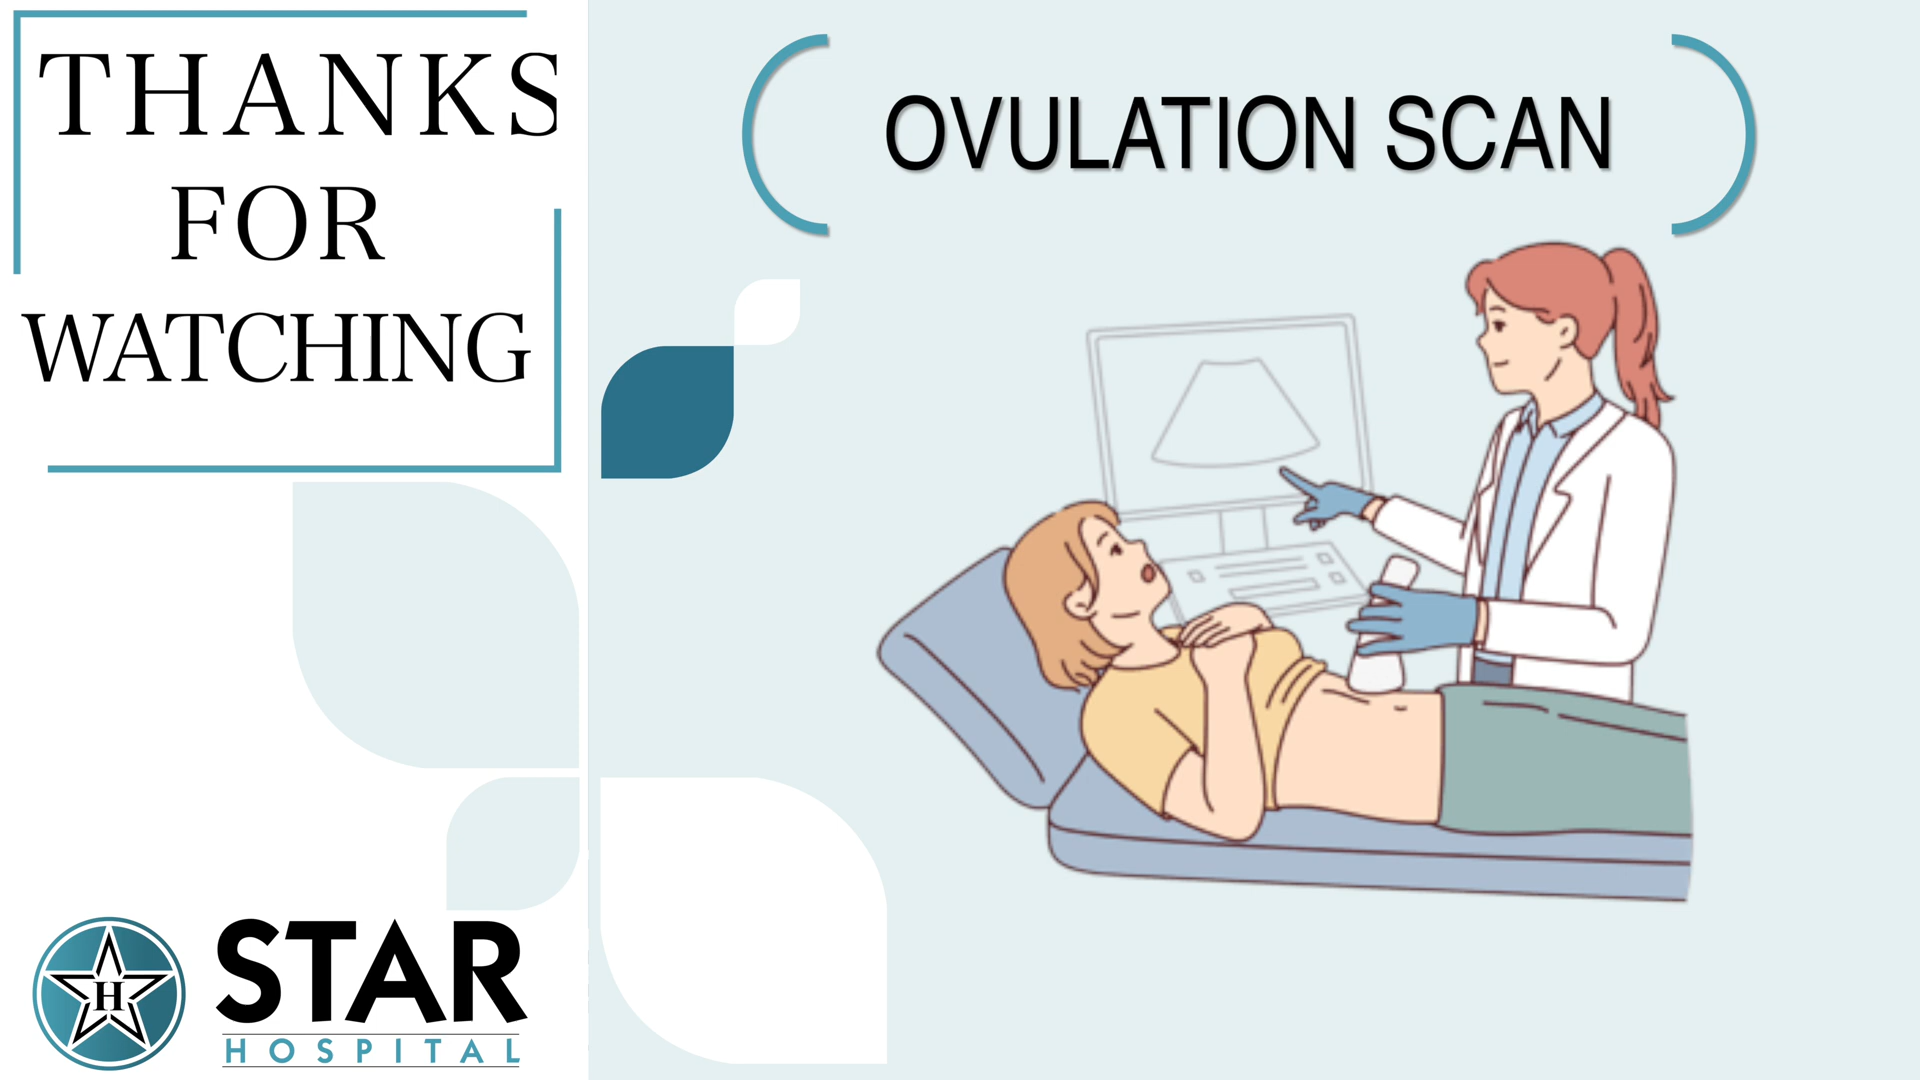 THANKS
FOR
WATCHING
OVULATION SCAN
H
STAR
HOSPITAL